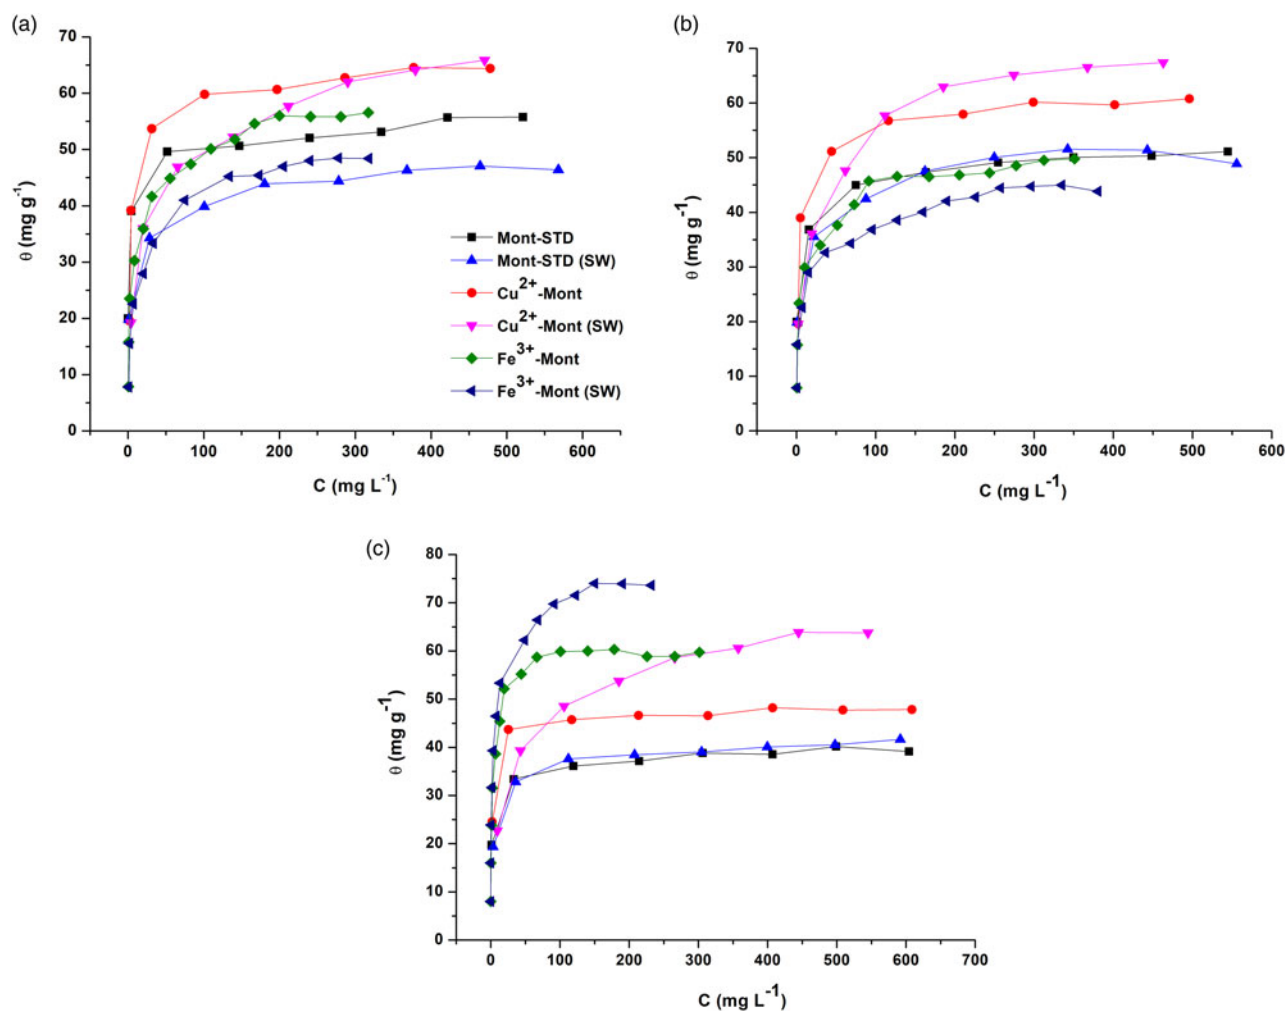 (a)
70
60
50
40
30
20
10
0
θ (mg g-1)
0 100 200 300 400 500 600
C (mg L-1)
Mont-STD
Mont-STD (SW)
Cu2+-Mont
Cu2+-Mont (SW)
Fe3+-Mont
Fe3+-Mont (SW)
(b)
70
60
50
40
30
20
10
0
θ (mg g-1)
0 100 200 300 400 500 600
C (mg L-1)
(c)
80
70
60
50
40
30
20
10
0
θ (mg g-1)
0 100 200 300 400 500 600 700
C (mg L-1)